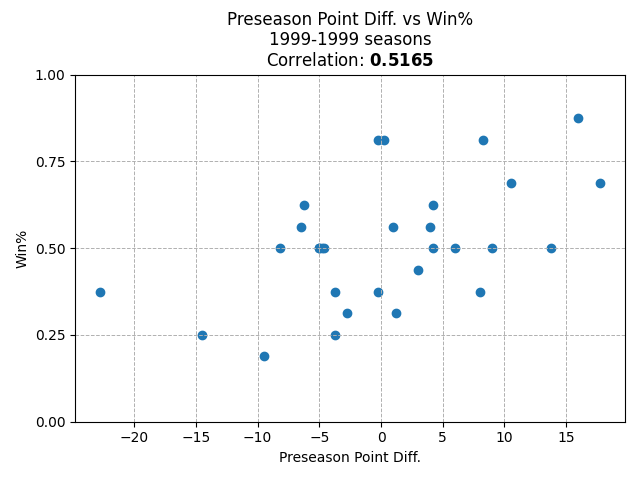 Preseason Point Diff. vs Win%
1999-1999 seasons
Correlation: 0.5165
1.00
0.75
0.50
0.25
0.00
Win%
−20
−15
−10
−5
0
5
10
15
Preseason Point Diff.